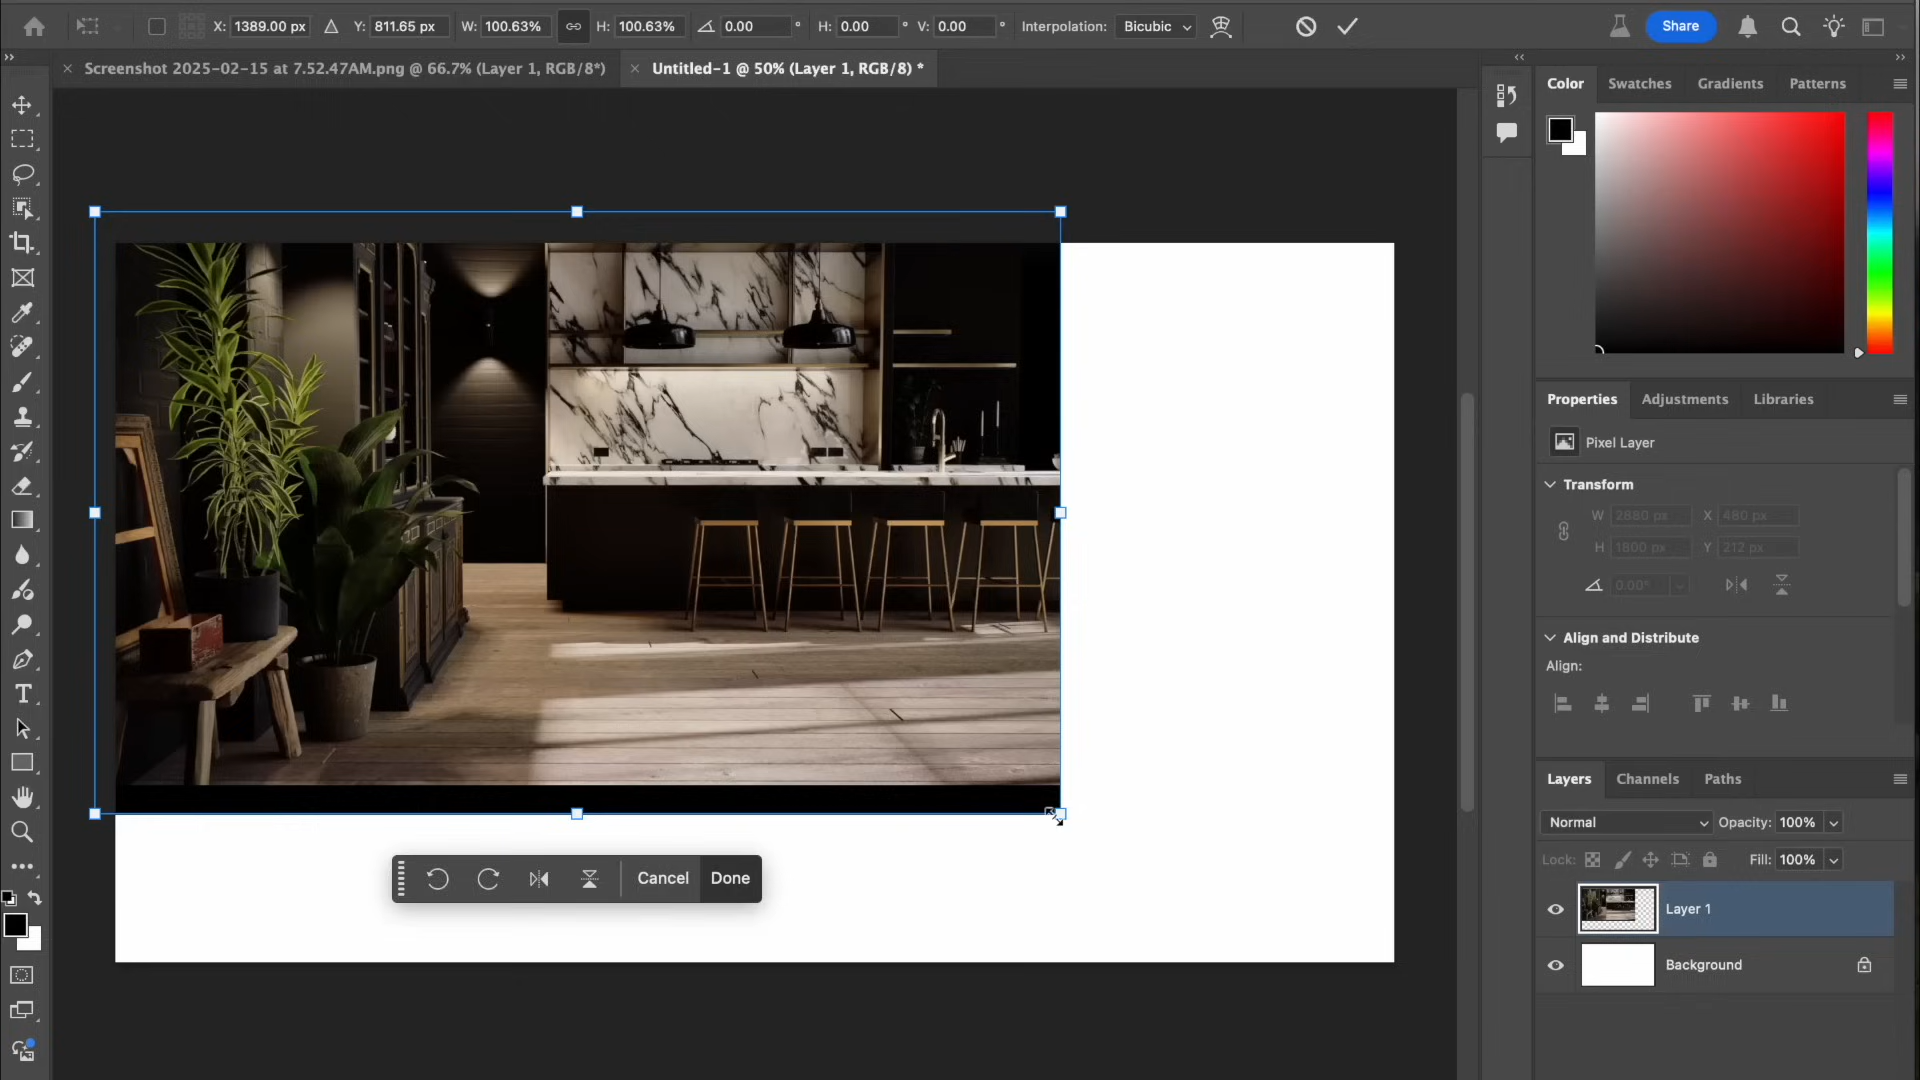 X: 1389.00 px Y: 811.65 px W: 100.63% H: 100.63% 0.00 ° H: 0.00 ° V: 0.00 ° Interpolation: Bicubic Share
Screenshot 2025-02-15 at 7.52.47AM.png @ 66.7% (Layer 1, RGB/8*) Untitled-1 @ 50% (Layer 1, RGB/8) *
Color Swatches Gradients Patterns
Properties Adjustments Libraries
Pixel Layer
Transform
W 2880 px X 480 px
H 1800 px Y 212 px
0.00°
Align and Distribute
Align:
Layers Channels Paths
Normal Opacity: 100%
Lock: Fill: 100%
Layer 1
Background
Cancel Done